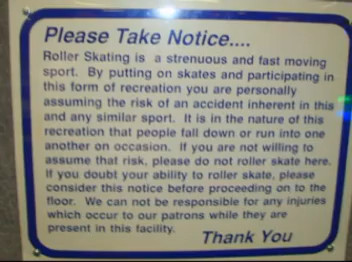 Please Take Notice....
Roller Skating is a strenuous and fast moving
sport. By putting on skates and participating in
this form of recreation you are personally
assuming the risk of an accident inherent in this
and any similar sport. It is in the nature of this
recreation that people fall down or run into one
another on occasion. If you are not willing to
assume that risk, please do not roller skate here.
If you doubt your ability to roller skate, please
consider this notice before proceeding on to the
floor. We can not be responsible for any injuries
which occur to our patrons while they are
present in this facility.
Thank You